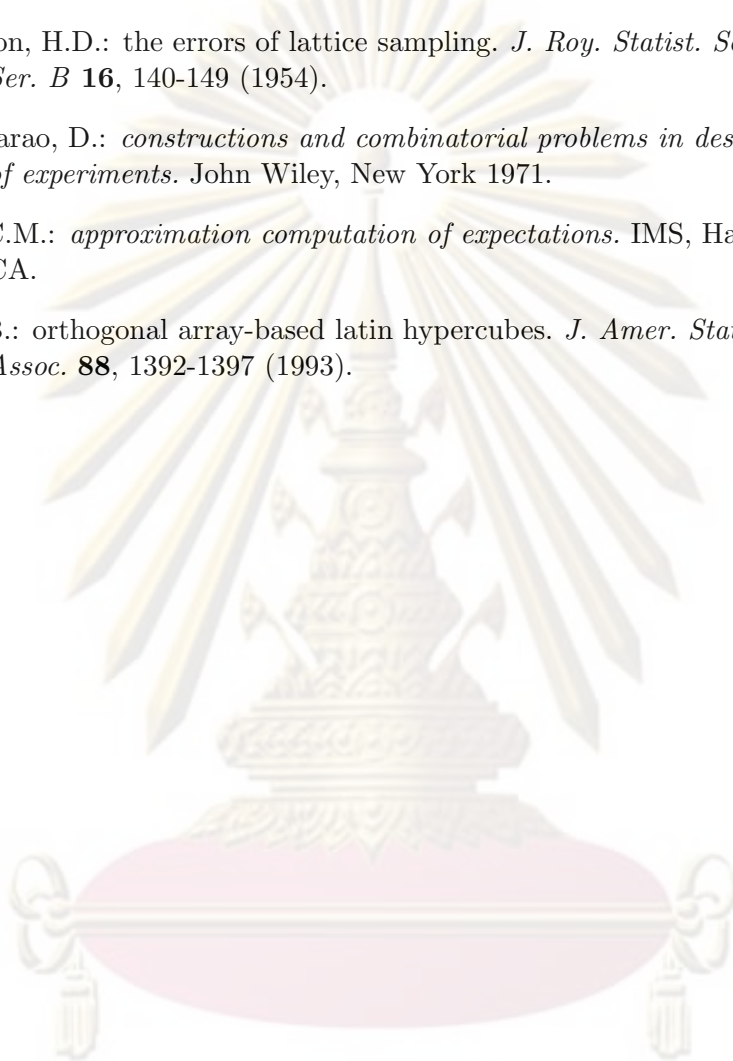 on, H.D.: the errors of lattice sampling. J. Roy. Statist. S
Ser. B 16, 140-149 (1954).
arao, D.: constructions and combinatorial problems in des
of experiments. John Wiley, New York 1971.
C.M.: approximation computation of expectations. IMS, Ha
CA.
B.: orthogonal array-based latin hypercubes. J. Amer. Stat
Assoc. 88, 1392-1397 (1993).